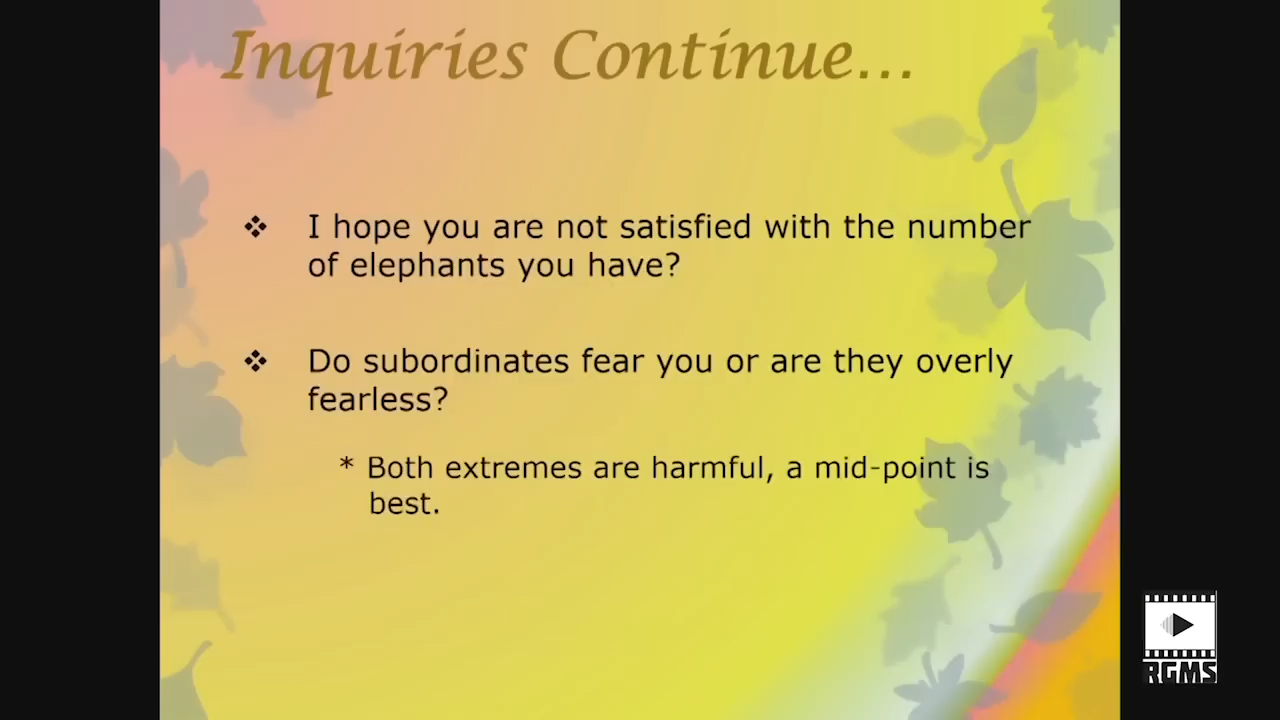 Inquiries Continue...
❖ I hope you are not satisfied with the number
of elephants you have?
❖ Do subordinates fear you or are they overly
fearless?
* Both extremes are harmful, a mid-point is
best.
RGMS